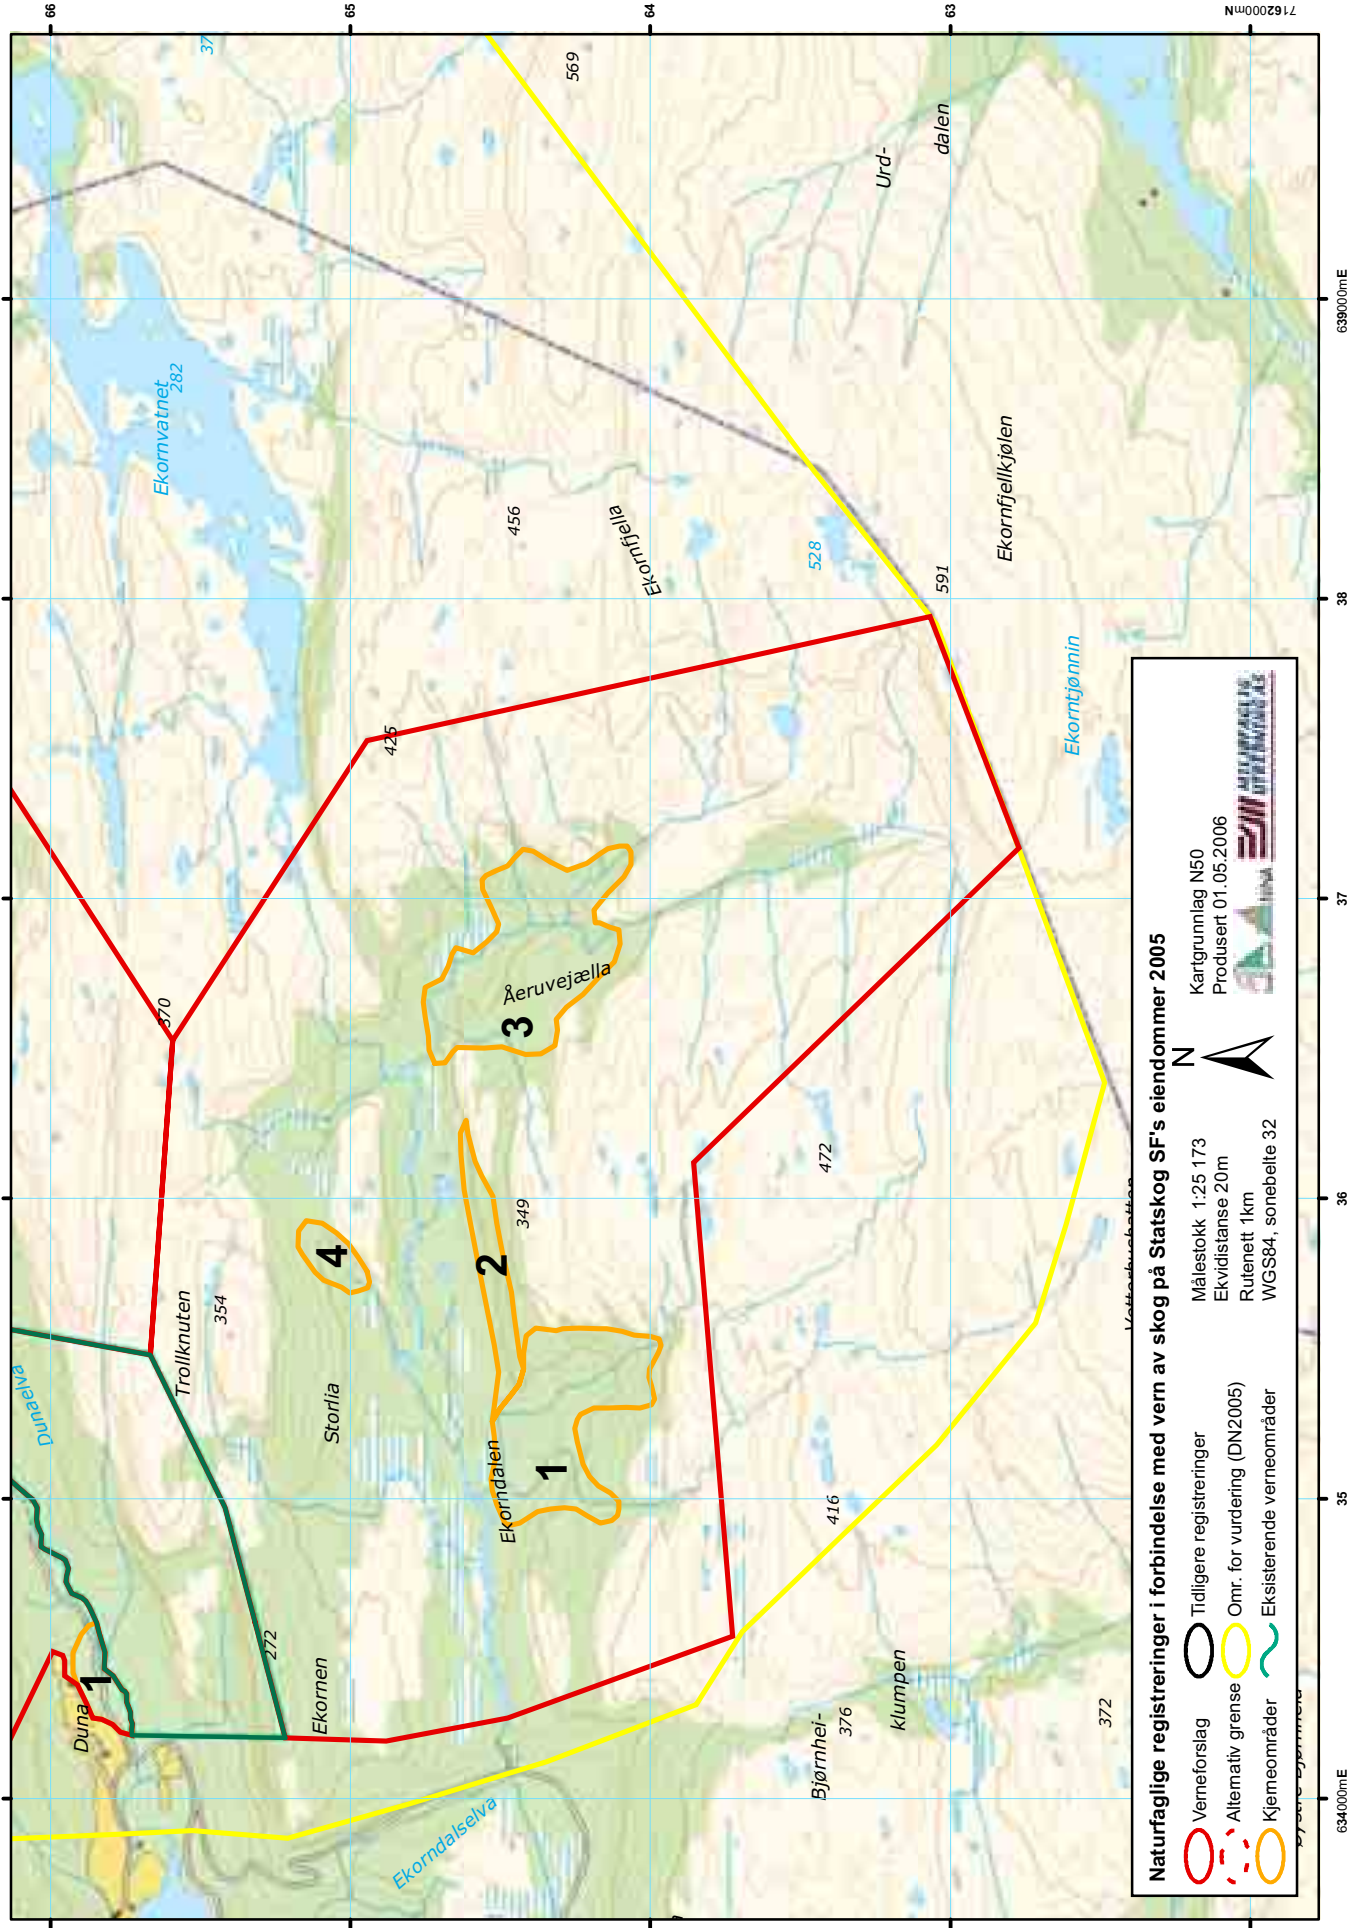 66
65
64
63
7162000mN
37
569
Urd-
dalen
Ekornvatnet
282
639000mE
456
Ekornfjella
528
Ekornfjellkjølen
591
38
425
Ekorntjønnin
370
Åeruvejælla
3
37
472
349
2
4
36
Trollknuten
354
Dunaelva
Storlia
Ekorndalen
1
416
35
272
Duna
1
Ekornen
Bjørnhei-
376
klumpen
372
Ekorndalselva
634000mE
Naturfaglige registreringer i forbindelse med vern av skog på Statskog SF's eiendommer 2005
Verneforslag
Alternativ grense
Kjerneområder
Tidligere registreringer
Omr. for vurdering (DN2005)
Eksisterende verneområder
Målestokk 1:25 173
Ekvidistanse 20m
Rutenett 1km
WGS84, sonebelte 32
N
Kartgrunnlag N50
Produsert 01.05.2006